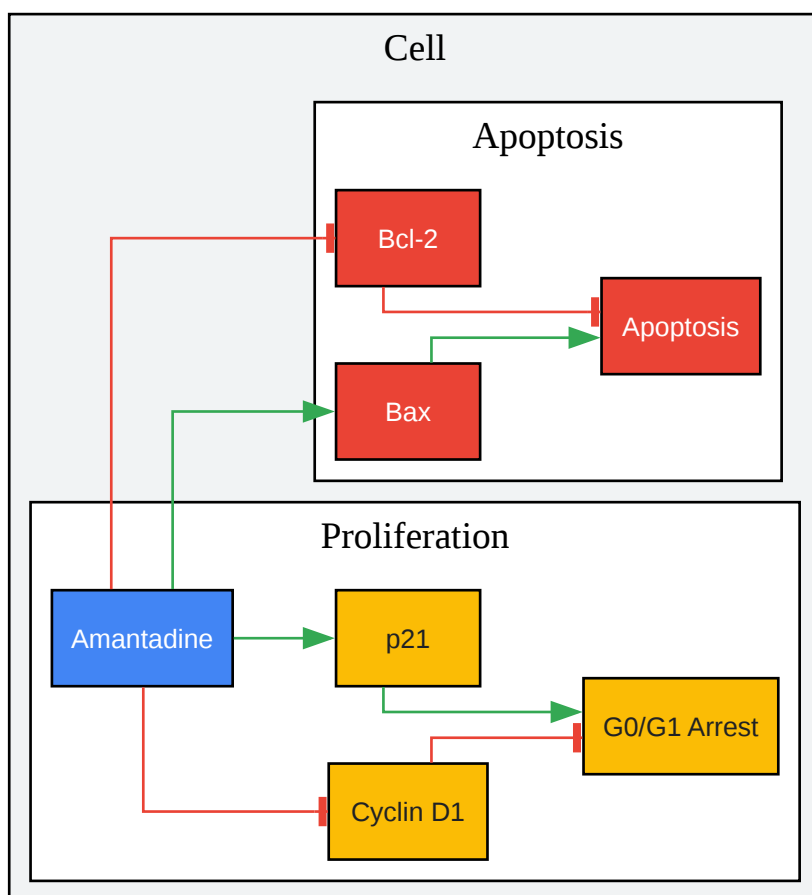 Cell
Apoptosis
Bcl-2
Apoptosis
Bax
Proliferation
Amantadine
p21
G0/G1 Arrest
Cyclin D1